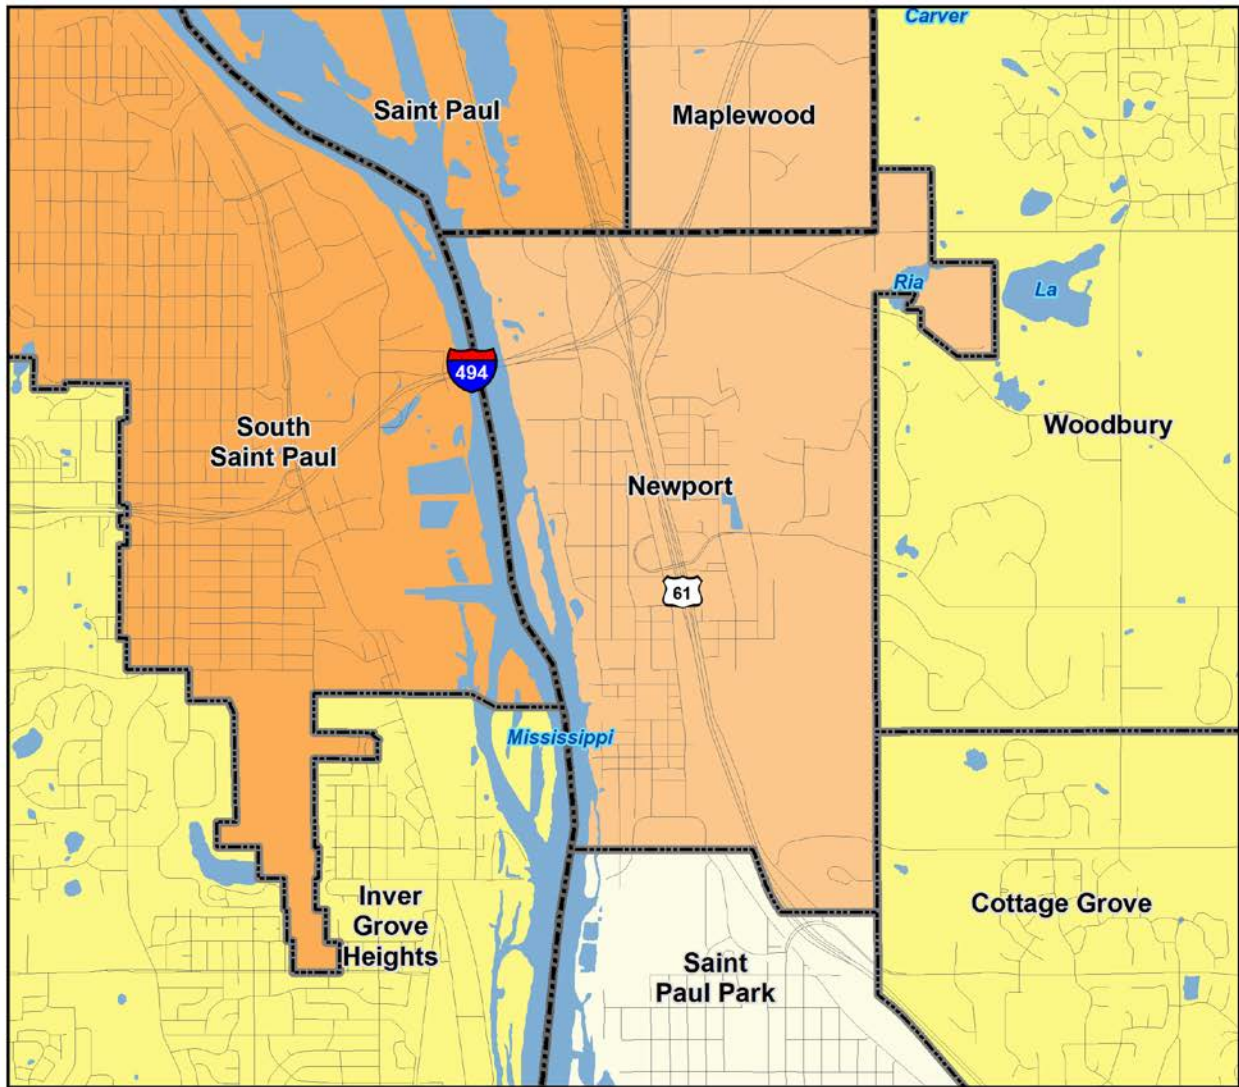 Carver
Saint Paul
Maplewood
Ria
La
494
South
Saint Paul
Woodbury
Newport
61
Mississippi
Inver
Grove
Heights
Cottage Grove
Saint
Paul Park